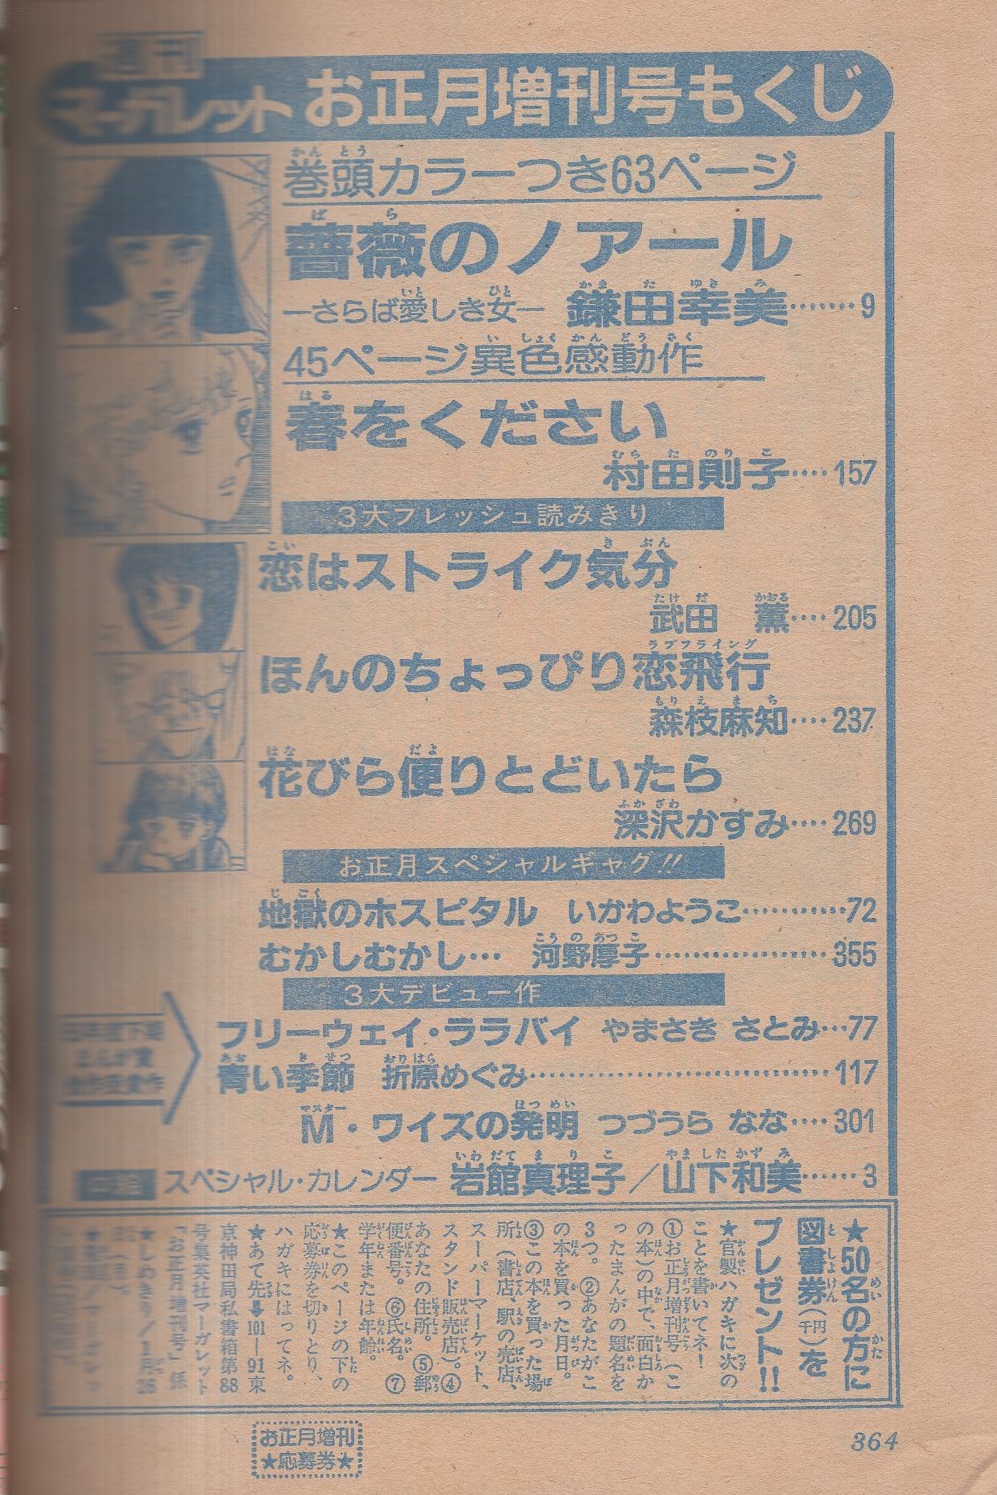 週刊
マーガレット お正月増刊号もくじ
巻頭カラーつき63ページ
薔薇のノアール
―さらば愛しき女― 鎌田幸美……9
45ページ異色感動作
春をください
村田則子…157
3大フレッシュ読みきり
恋はストライク気分
武田 薫…205
ほんのちょっぴり恋飛行
森枝麻知…237
花びら便りとどいたら
深沢かすみ…269
お正月スペシャルギャグ!!
地獄のホスピタル いかわようこ………72
むかしむかし… 河野厚子………355
3大デビュー作
フリーウェイ・ララバイ やまさき さとみ…77
青い季節 折原めぐみ………117
M・ワイズの発明 つづうら なな…301
スペシャル・カレンダー 岩館真理子/山下和美……3
★50名の方に
図書券(千円)を
プレゼント!!
★官製ハガキに次の
ことを書いてネ!
①お正月増刊号(こ
の本)の中で、面白か
ったまんがの題名を
3つ。②あなたがこ
の本を買った月日。
③この本を買った場
所(書店、駅の売店、
スーパーマーケット、
スタンド販売店)。④
あなたの住所。⑤郵
便番号。⑥氏名。⑦
学年または年齢。
★このページの下の
応募券を切りとり、
ハガキにはってネ。
★あて先➡101―91東
京神田局私書箱第88
号集英社マーガレット
「お正月増刊号」係
★しめきり/1月26
お正月増刊
★応募券★
364